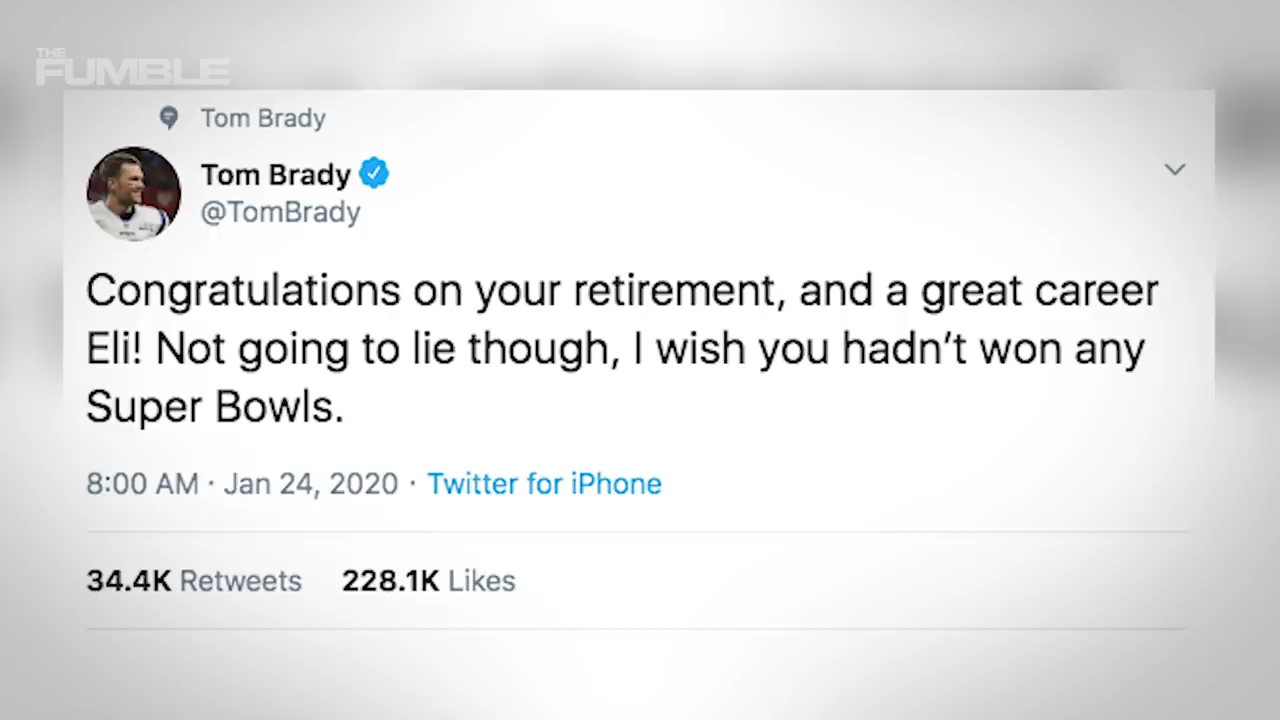 THE
FUMBLE
Tom Brady
Tom Brady
@TomBrady
Congratulations on your retirement, and a great career
Eli! Not going to lie though, I wish you hadn’t won any
Super Bowls.
8:00 AM · Jan 24, 2020 · Twitter for iPhone
34.4K Retweets 228.1K Likes